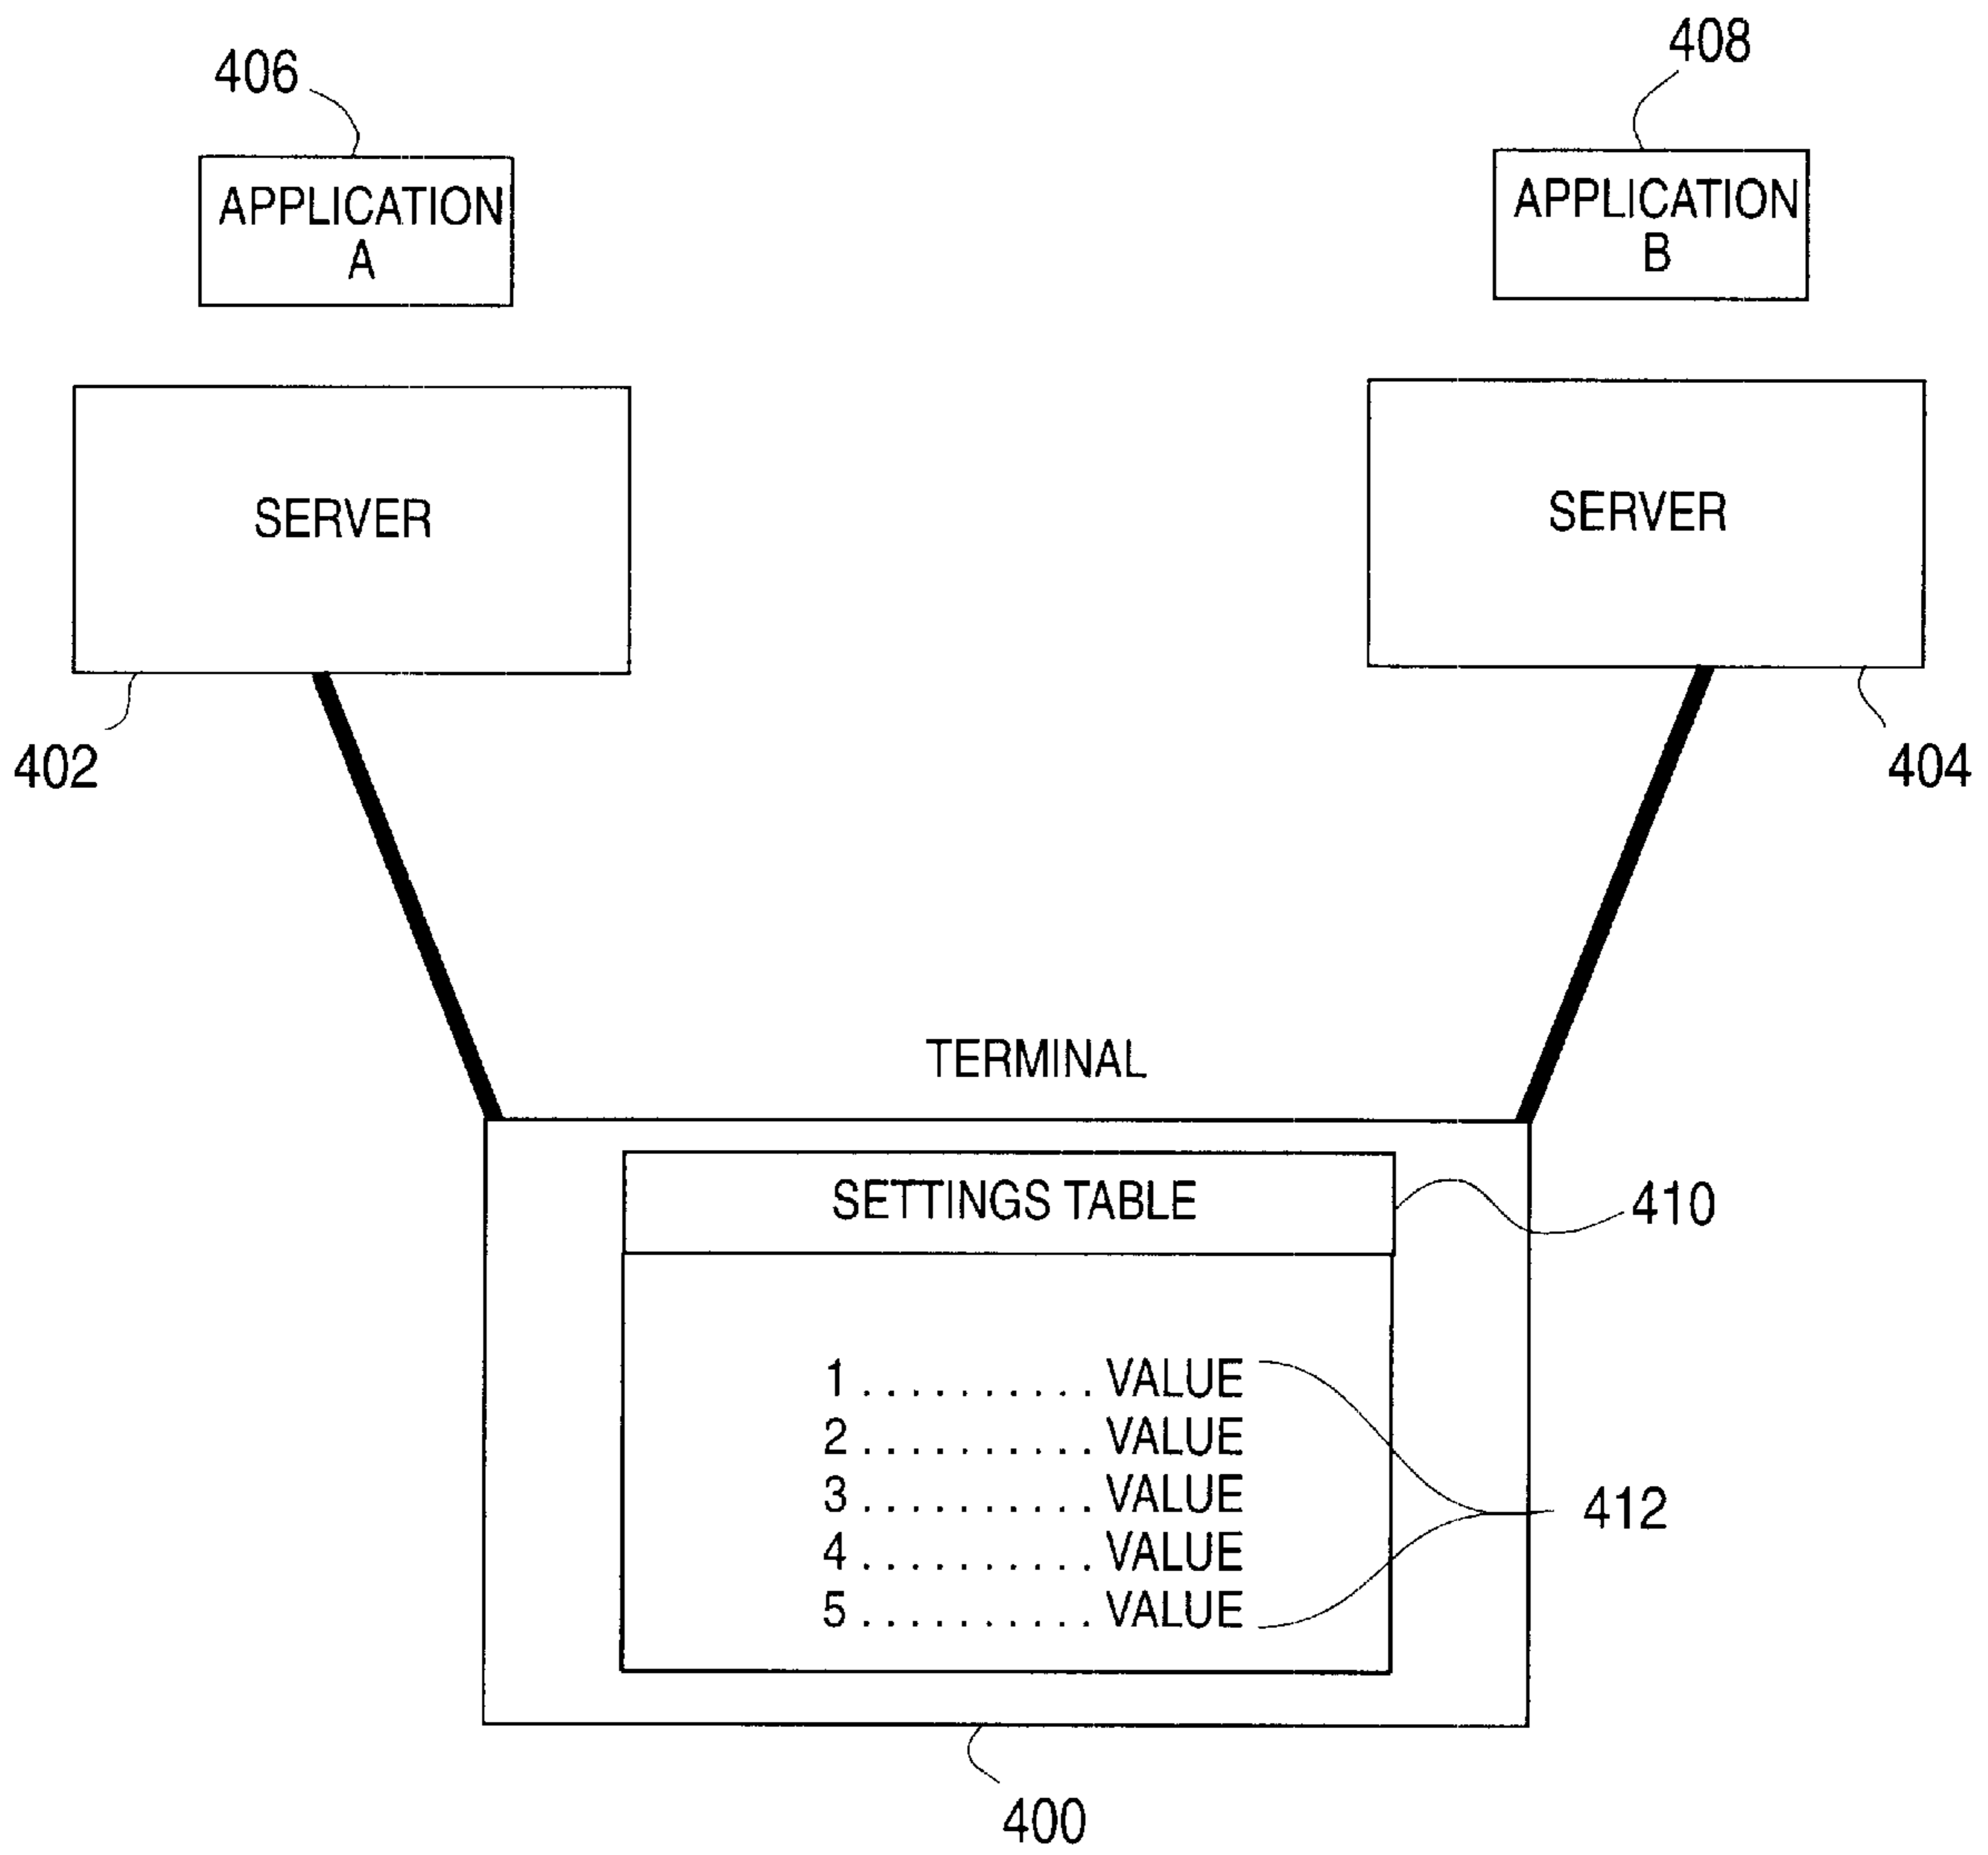 406
408
APPLICATION
A
APPLICATION
B
SERVER
SERVER
402
404
TERMINAL
SETTINGS TABLE
410
1 . . . . . . . . . . VALUE
2 . . . . . . . . . . VALUE
3 . . . . . . . . . . VALUE
4 . . . . . . . . . . VALUE
5 . . . . . . . . . . VALUE
412
400